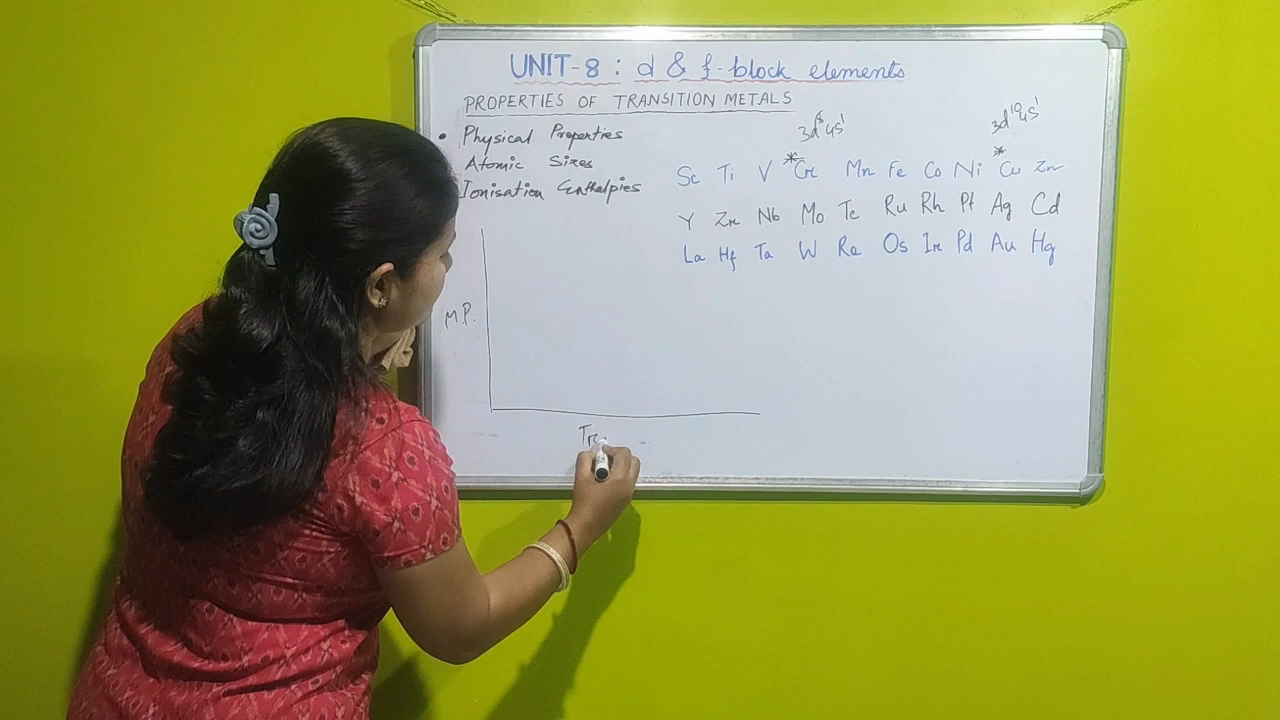 UNIT-8 : d & f-block elements
PROPERTIES OF TRANSITION METALS
• Physical Properties
Atomic Sizes
Ionisation Enthalpies
3d⁵4s¹ 3d¹⁰4s¹
Sc Ti V *Cr Mn Fe Co Ni *Cu Zn
Y Zr Nb Mo Tc Ru Rh Pt Ag Cd
La Hf Ta W Re Os Ir Pd Au Hg
M.P.
Tr